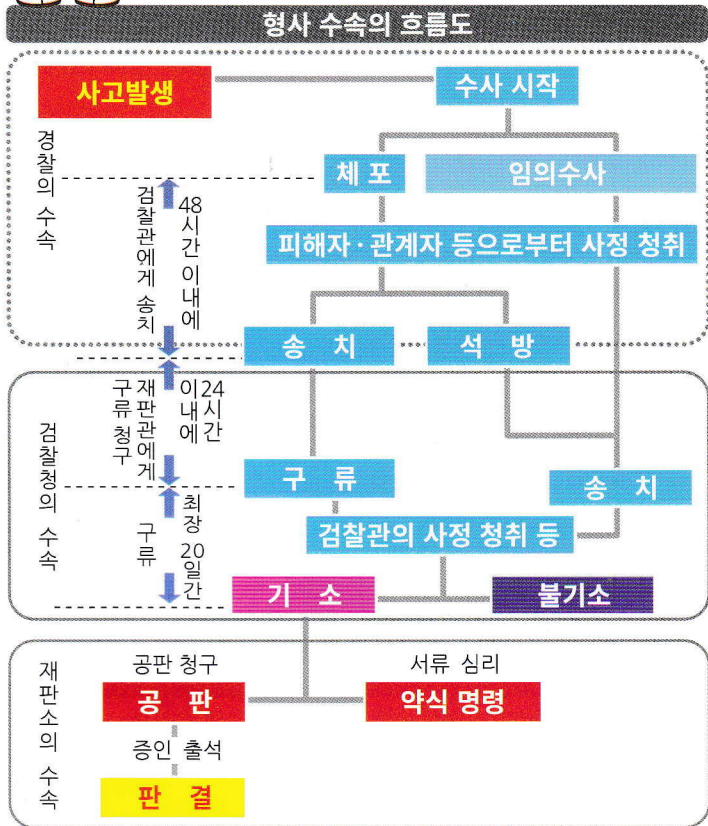 형사 수속의 흐름도
사고발생
수사 시작
경찰의 수속
체 포
임의수사
48시간 이내에
검찰관에게 송치
피해자·관계자 등으로부터 사정 청취
송 치
석 방
검찰청의 수속
24시간
이내에
재판관에게
구류 청구
구 류
송 치
최장 20일간
구류
검찰관의 사정 청취 등
기 소
불기소
재판소의 수속
공판 청구
서류 심리
공 판
약식 명령
증인 출석
판 결